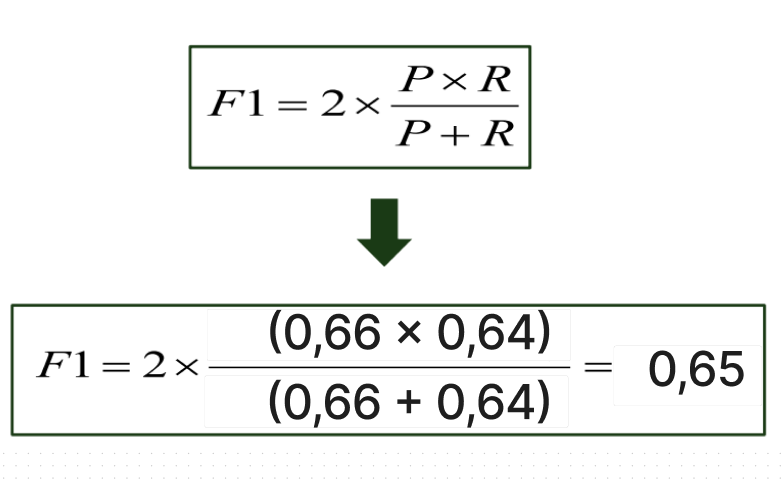 F1 = 2 × P × R / P + R
F1 = 2 × (0,66 × 0,64) / (0,66 + 0,64) = 0,65